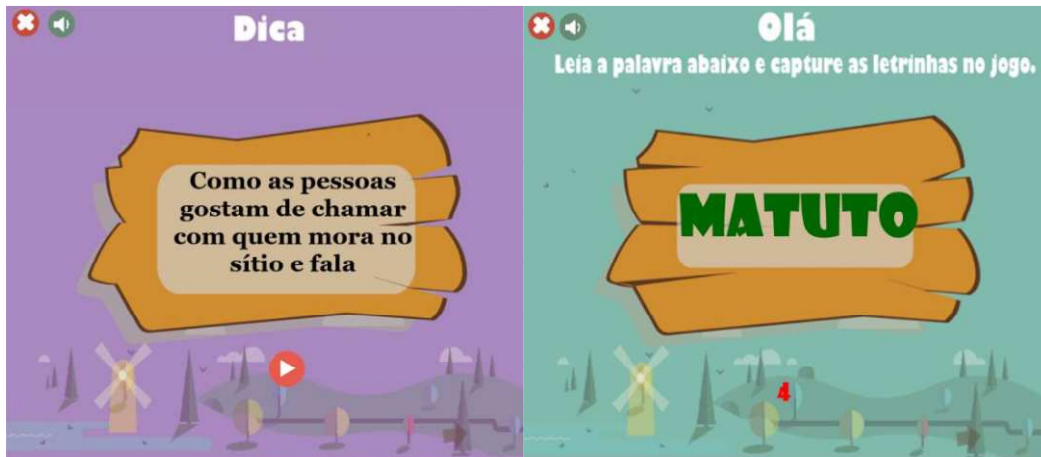 Dica
Como as pessoas
gostam de chamar
com quem mora no
sítio e fala
Olá
Leia a palavra abaixo e capture as letrinhas no jogo.
MATUTO
4